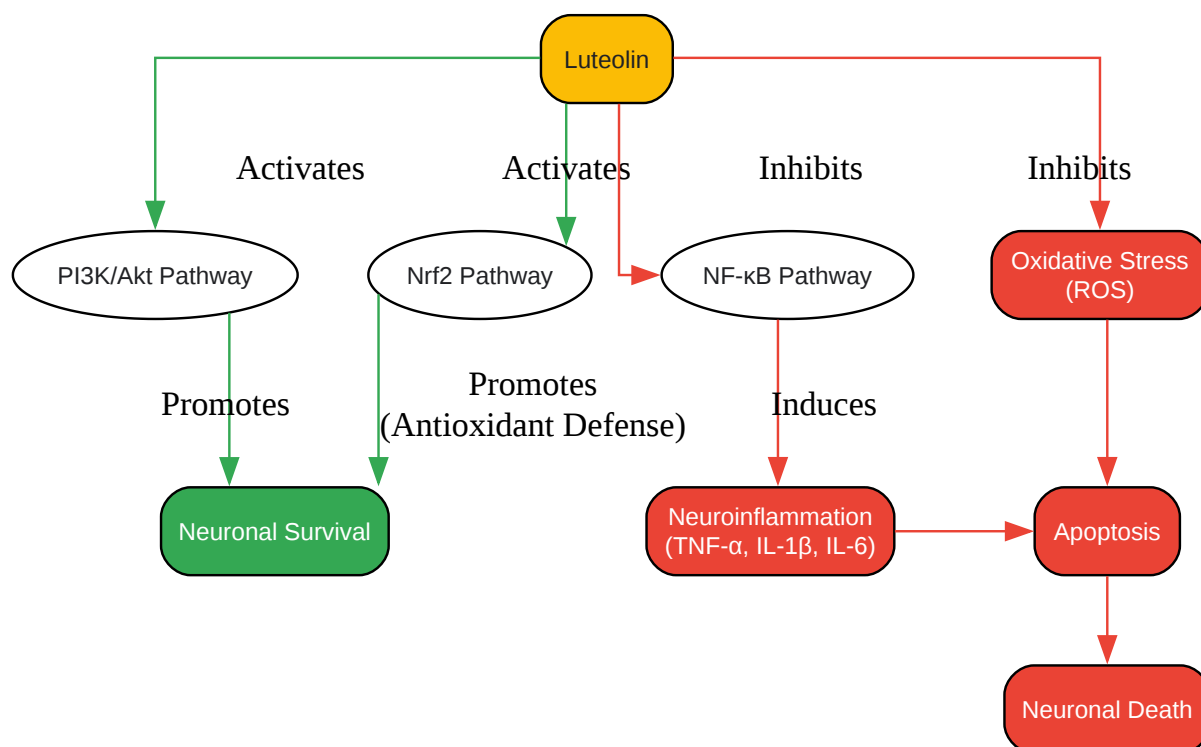 Luteolin
Activates
Activates
Inhibits
Inhibits
PI3K/Akt Pathway
Nrf2 Pathway
NF-κB Pathway
Oxidative Stress
(ROS)
Promotes
Promotes
(Antioxidant Defense)
Induces
Neuronal Survival
Neuroinflammation
(TNF-α, IL-1β, IL-6)
Apoptosis
Neuronal Death